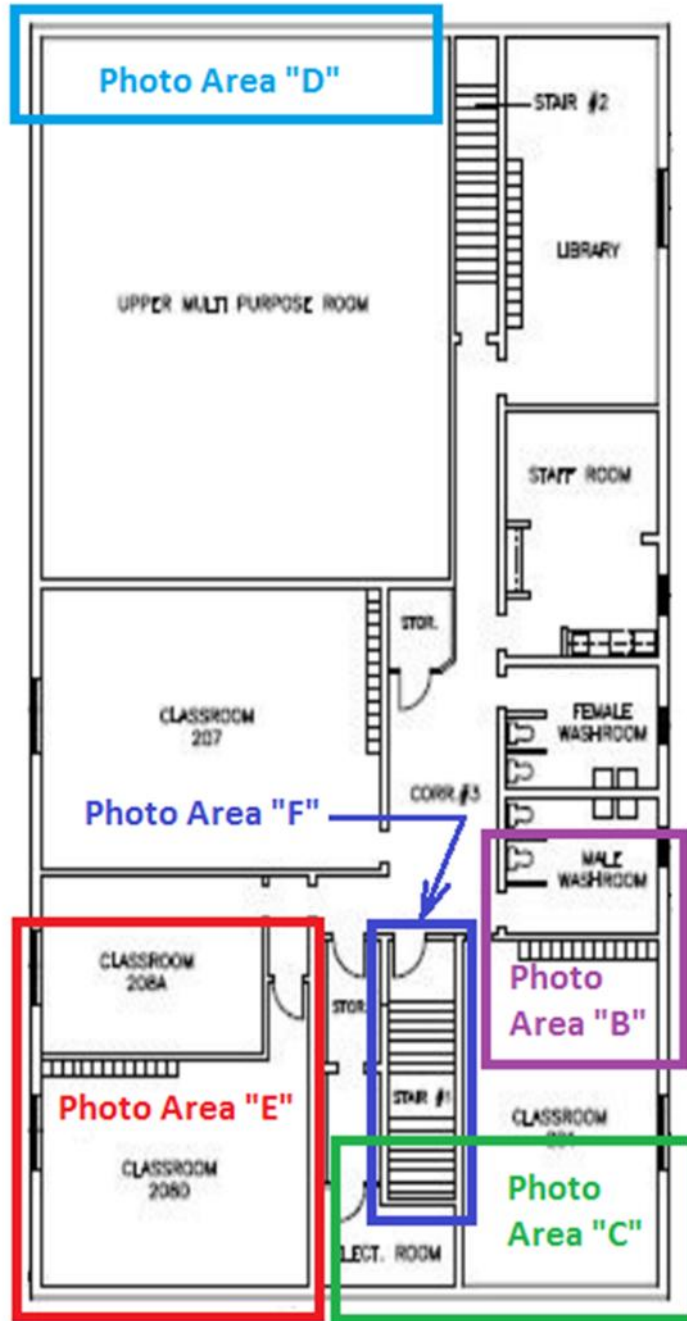 Photo Area "D"
STAIR #2
LIBRARY
UPPER MULTI PURPOSE ROOM
STAFF ROOM
STOR.
CLASSROOM
207
FEMALE
WASHROOM
CORR.#3
Photo Area "F"
MALE
WASHROOM
CLASSROOM
208A
Photo
Area "B"
STOR.
STAIR #1
Photo Area "E"
CLASSROOM
CLASSROOM
208D
Photo
Area "C"
ELECT. ROOM